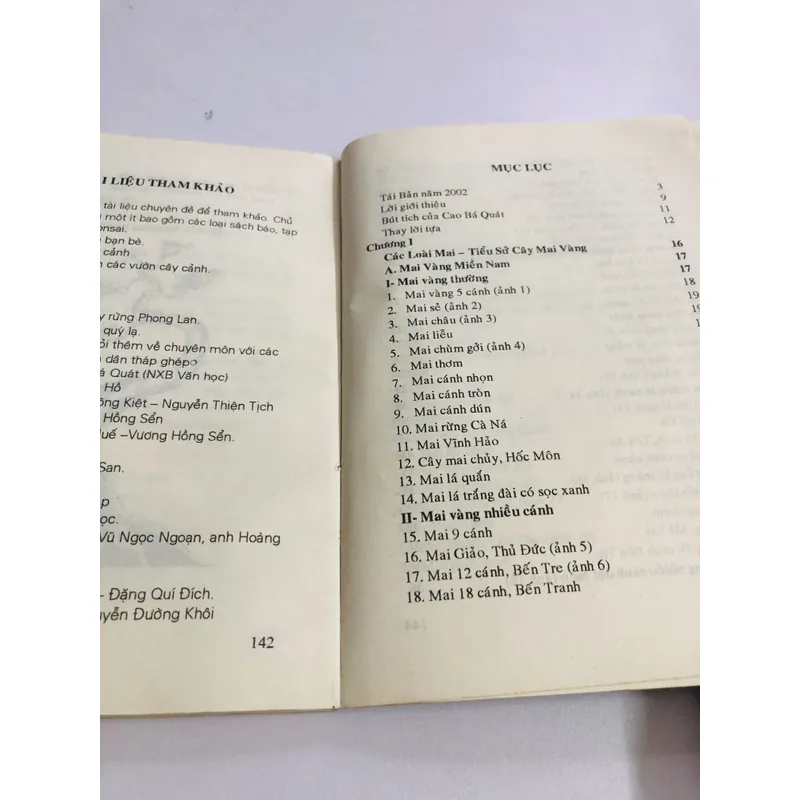 I LIỆU THAM KHẢO
tài liệu chuyên đề để tham khảo. Chủ
một ít bao gồm các loại sách báo, tạp
onsai.
bạn bè.
cảnh
n các vườn cây cảnh.
y rừng Phong Lan.
quý lạ.
ỏi thêm về chuyên môn với các
dân tháp ghép
á Quát (NXB Văn học)
Hồ
ông Kiệt – Nguyễn Thiện Tịch
Hồng Sển
uế –Vương Hồng Sển.
San.
p
ọc.
Vũ Ngọc Ngoạn, anh Hoàng
- Đặng Quí Đích.
uyễn Đường Khôi
142
MỤC LỤC
Tái Bản năm 2002 3
Lời giới thiệu 9
Bút tích của Cao Bá Quát 11
Thay lời tựa 12
Chương I
Các Loài Mai – Tiểu Sử Cây Mai Vàng 16
A. Mai Vàng Miền Nam 17
I- Mai vàng thường 17
1. Mai vàng 5 cánh (ảnh 1) 18
2. Mai sẻ (ảnh 2) 19
3. Mai châu (ảnh 3) 19
4. Mai liễu
5. Mai chùm gởi (ảnh 4)
6. Mai thơm
7. Mai cánh nhọn
8. Mai cánh tròn
9. Mai cánh dún
10. Mai rừng Cà Ná
11. Mai Vĩnh Hảo
12. Cây mai chủy, Hốc Môn
13. Mai lá quắn
14. Mai lá trắng đài có sọc xanh
II- Mai vàng nhiều cánh
15. Mai 9 cánh
16. Mai Giảo, Thủ Đức (ảnh 5)
17. Mai 12 cánh, Bến Tre (ảnh 6)
18. Mai 18 cánh, Bến Tranh